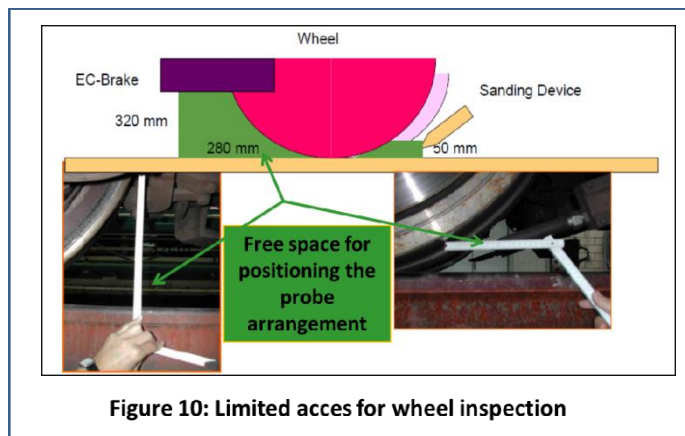 Wheel
EC-Brake
Sanding Device
320 mm
280 mm
50 mm
Free space for
positioning the
probe
arrangement
Figure 10: Limited acces for wheel inspection